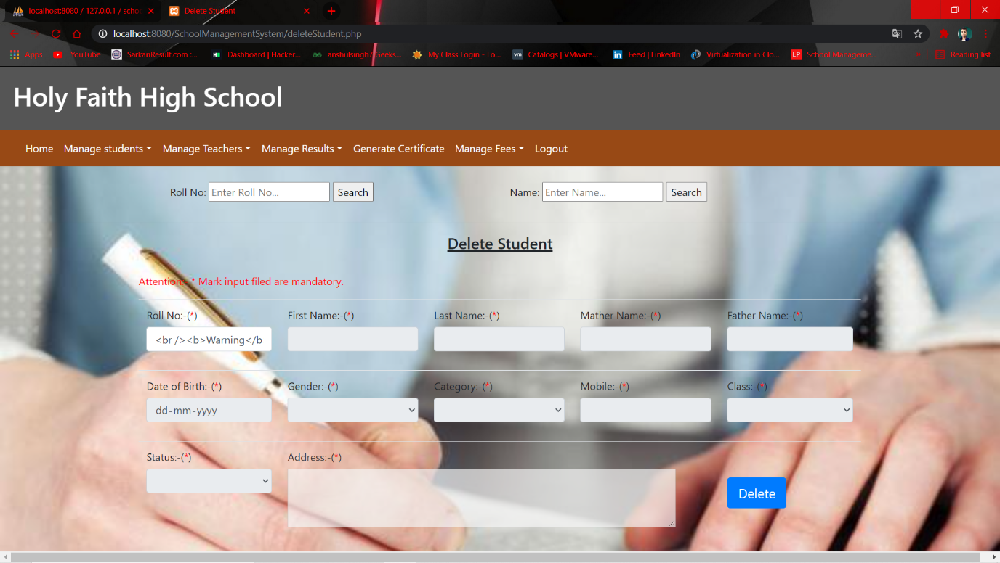 localhost:8080 / 127.0.0.1 / schoo
Delete Student
localhost:8080/SchoolManagementSystem/deleteStudent.php
Apps YouTube SarkariResult.com :... Dashboard | Hacker... anshulsingh7 Geeks... My Class Login - Lo... Catalogs | VMware... Feed | LinkedIn Virtualization in Clo... School Manageme... Reading list
Holy Faith High School
Home Manage students Manage Teachers Manage Results Generate Certificate Manage Fees Logout
Roll No: Enter Roll No... Search Name: Enter Name... Search
Delete Student
Attention:- * Mark input filed are mandatory.
Roll No:-(*) First Name:-(*) Last Name:-(*) Mather Name:-(*) Father Name:-(*)
<br /><b>Warning</b
Date of Birth:-(*) Gender:-(*) Category:-(*) Mobile:-(*) Class:-(*)
dd-mm-yyyy
Status:-(*) Address:-(*)
Delete